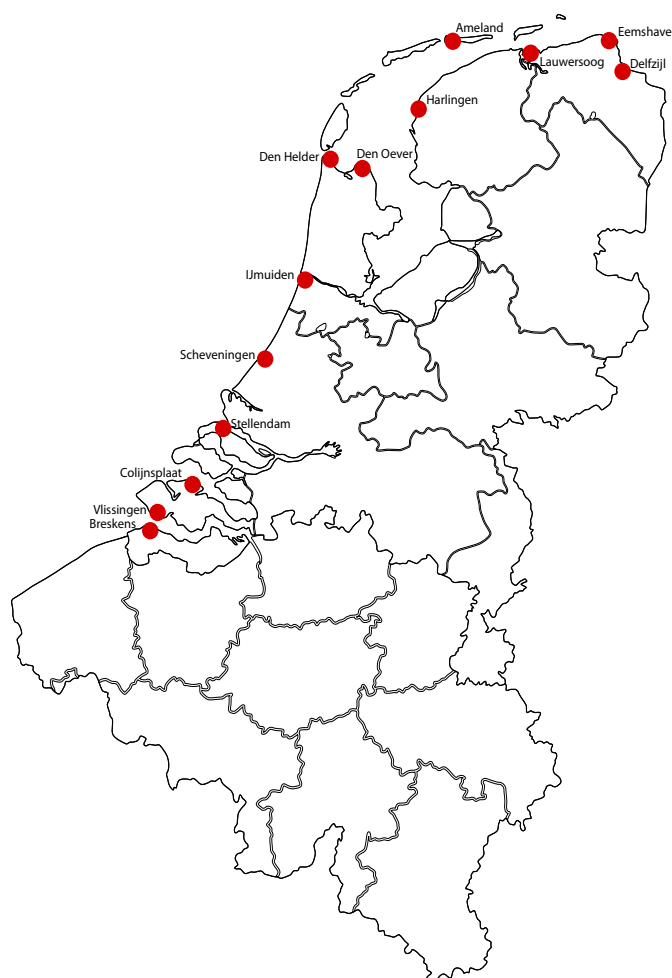 Ameland
Eemshave
Lauwersoog
Delfzijl
Harlingen
Den Helder
Den Oever
IJmuiden
Scheveningen
Stellendam
Colijnsplaat
Vlissingen
Breskens